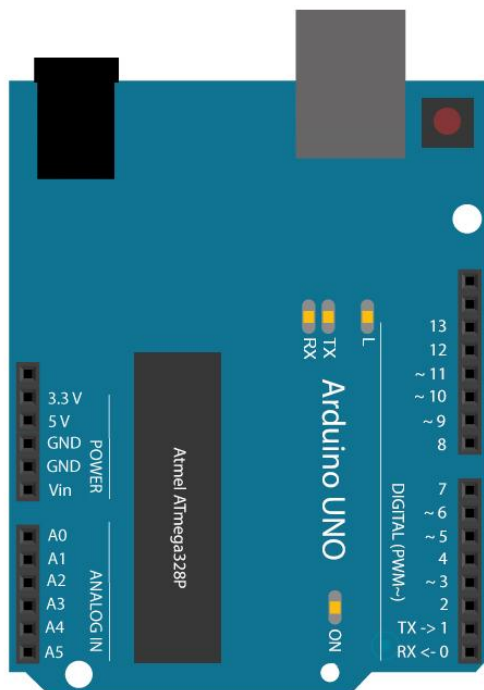 3.3 V
5 V
GND
GND
Vin
POWER
A0
A1
A2
A3
A4
A5
ANALOG IN
Atmel ATmega328P
RX
TX
L
Arduino UNO
ON
13
12
~ 11
~ 10
~ 9
8
7
~ 6
~ 5
4
~ 3
2
TX -> 1
RX <- 0
DIGITAL (PWM~)